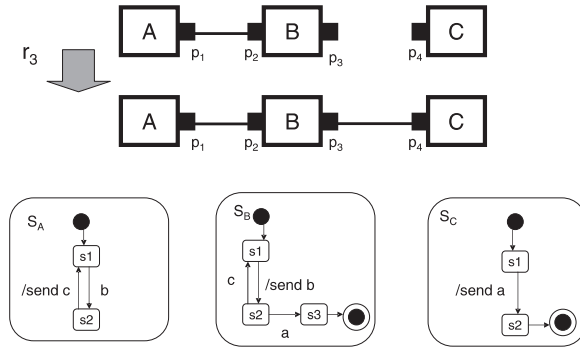 A B C
r3
p1 p2 p3 p4
A B C
p1 p2 p3 p4
SA
s1
/send c b
s2
SB
s1
c /send b
s2 s3
a
SC
s1
/send a
s2